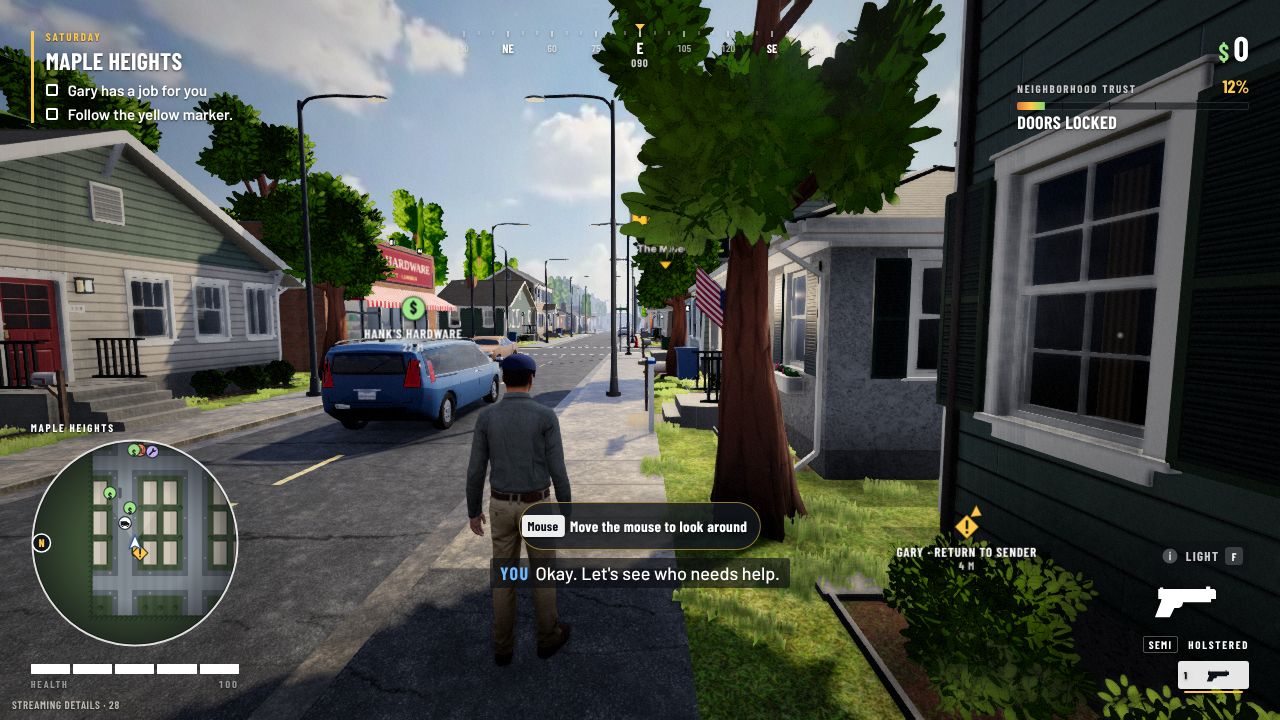 SATURDAY
MAPLE HEIGHTS
Gary has a job for you
Follow the yellow marker.
NE 60 75 E 105 120 SE
090
$ 0
NEIGHBORHOOD TRUST 12%
DOORS LOCKED
HARDWARE
$
HANK'S HARDWARE
MAPLE HEIGHTS
N
Mouse Move the mouse to look around
YOU Okay. Let's see who needs help.
GARY - RETURN TO SENDER
4 M
i LIGHT F
SEMI HOLSTERED
1
HEALTH 100
STREAMING DETAILS · 28